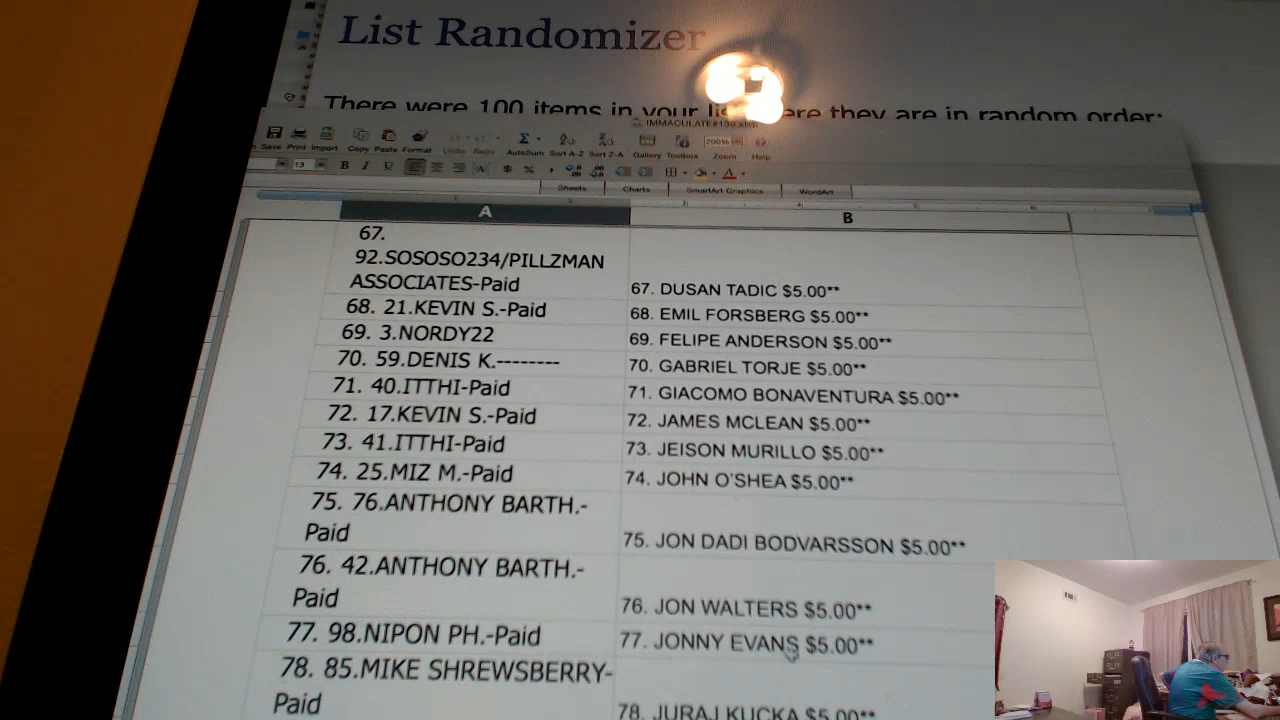 List Randomizer
There were 100 items in your list. Here they are in random order:
IMMACULATE#139.xlsx
Save Print Import Copy Paste Format Undo Redo AutoSum Sort A-Z Sort Z-A Gallery Toolbox Zoom Help
200%
13 B I U A $ %
Sheets Charts SmartArt Graphics WordArt
A B
67.
92.SOSOSO234/PILLZMAN
ASSOCIATES-Paid 67. DUSAN TADIC $5.00**
68. 21.KEVIN S.-Paid 68. EMIL FORSBERG $5.00**
69. 3.NORDY22 69. FELIPE ANDERSON $5.00**
70. 59.DENIS K.-------- 70. GABRIEL TORJE $5.00**
71. 40.ITTHI-Paid 71. GIACOMO BONAVENTURA $5.00**
72. 17.KEVIN S.-Paid 72. JAMES MCLEAN $5.00**
73. 41.ITTHI-Paid 73. JEISON MURILLO $5.00**
74. 25.MIZ M.-Paid 74. JOHN O'SHEA $5.00**
75. 76.ANTHONY BARTH.-
Paid 75. JON DADI BODVARSSON $5.00**
76. 42.ANTHONY BARTH.-
Paid 76. JON WALTERS $5.00**
77. 98.NIPON PH.-Paid 77. JONNY EVANS $5.00**
78. 85.MIKE SHREWSBERRY-
Paid 78. JURAJ KUCKA $5.00**